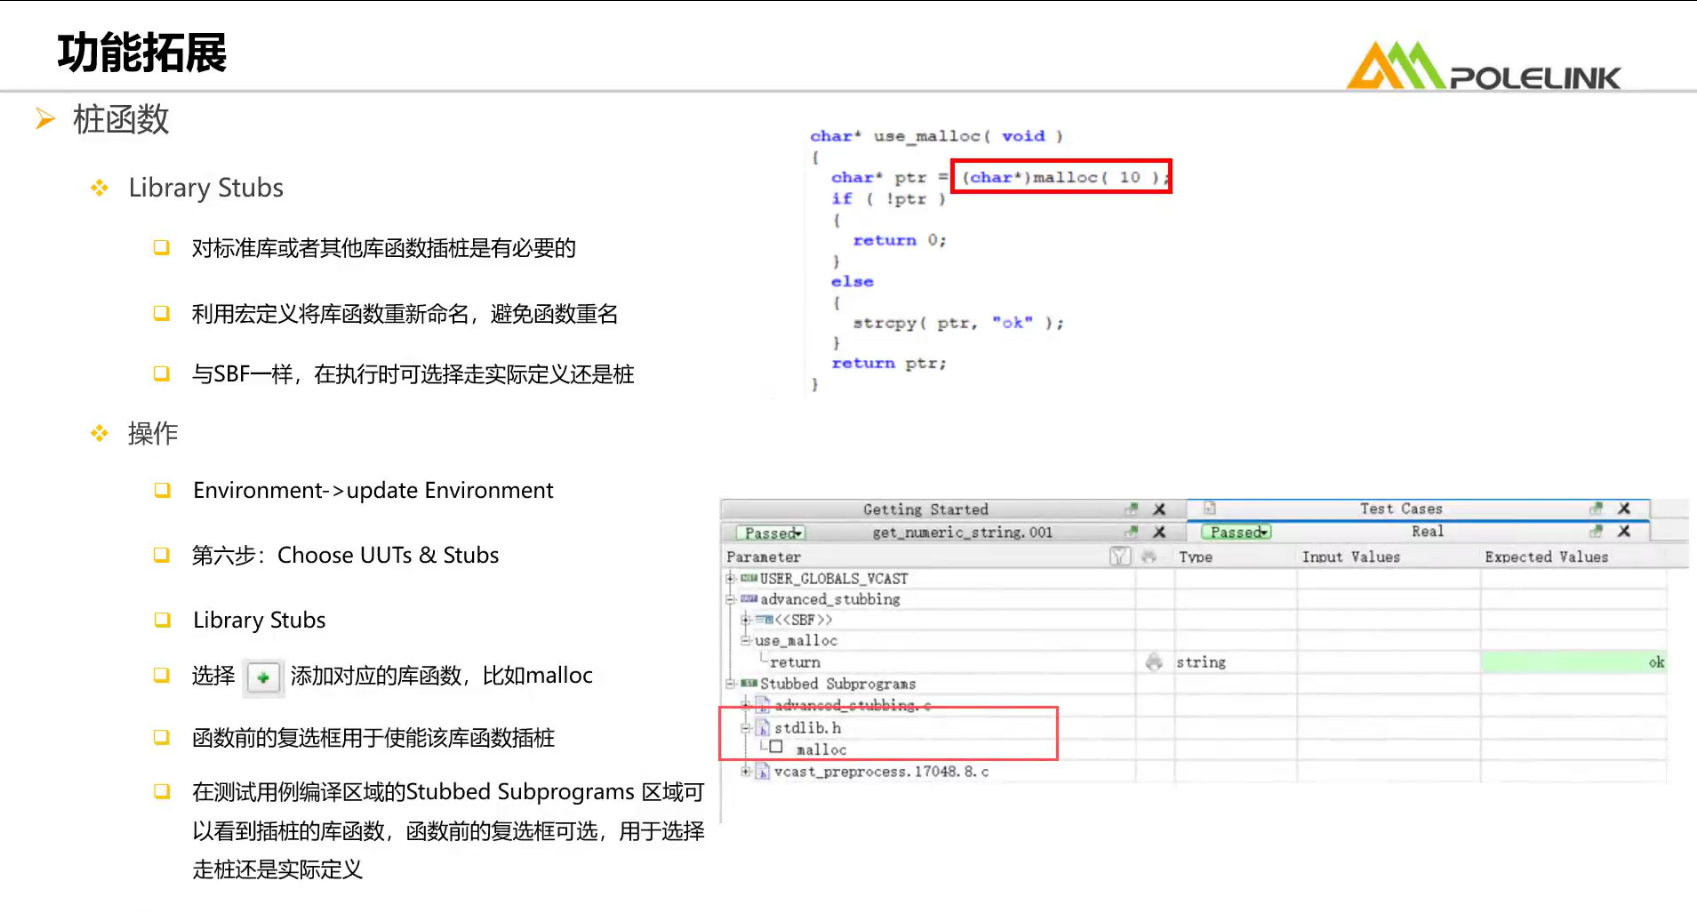 功能拓展
POLELINK
桩函数
Library Stubs
对标准库或者其他库函数插桩是有必要的
利用宏定义将库函数重新命名，避免函数重名
与SBF一样，在执行时可选择走实际定义还是桩
操作
Environment->update Environment
第六步：Choose UUTs & Stubs
Library Stubs
选择 添加对应的库函数，比如malloc
函数前的复选框用于使能该库函数插桩
在测试用例编译区域的Stubbed Subprograms 区域可
以看到插桩的库函数，函数前的复选框可选，用于选择
走桩还是实际定义
char* use_malloc( void )
{
char* ptr = (char*)malloc( 10 );
if ( !ptr )
{
return 0;
}
else
{
strcpy( ptr, "ok" );
}
return ptr;
}
Getting Started
Test Cases
Passed get_numeric_string.001
Passed Real
Parameter Type Input Values Expected Values
USER_GLOBALS_VCAST
advanced_stubbing
<<SBF>>
use_malloc
return string ok
Stubbed Subprograms
advanced_stubbing.c
stdlib.h
malloc
vcast_preprocess.17048.8.c